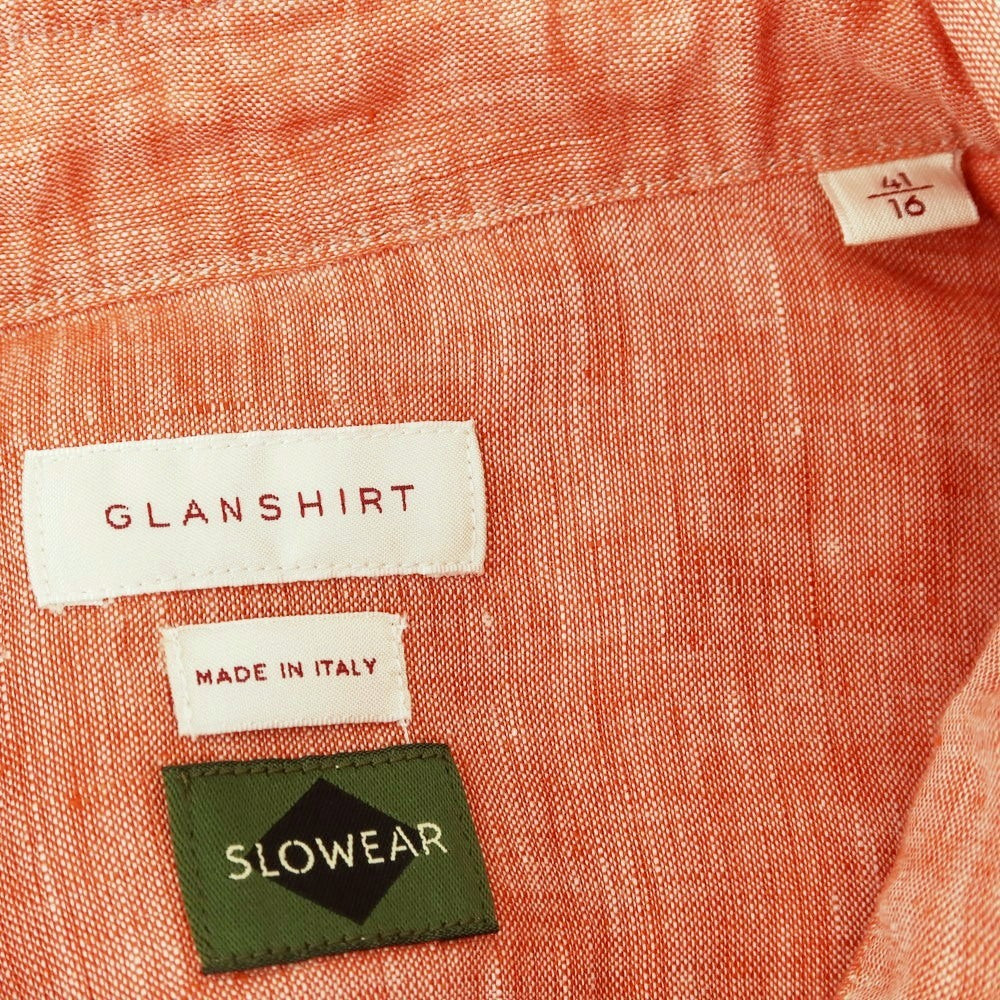 41
16
GLANSHIRT
MADE IN ITALY
SLOWEAR